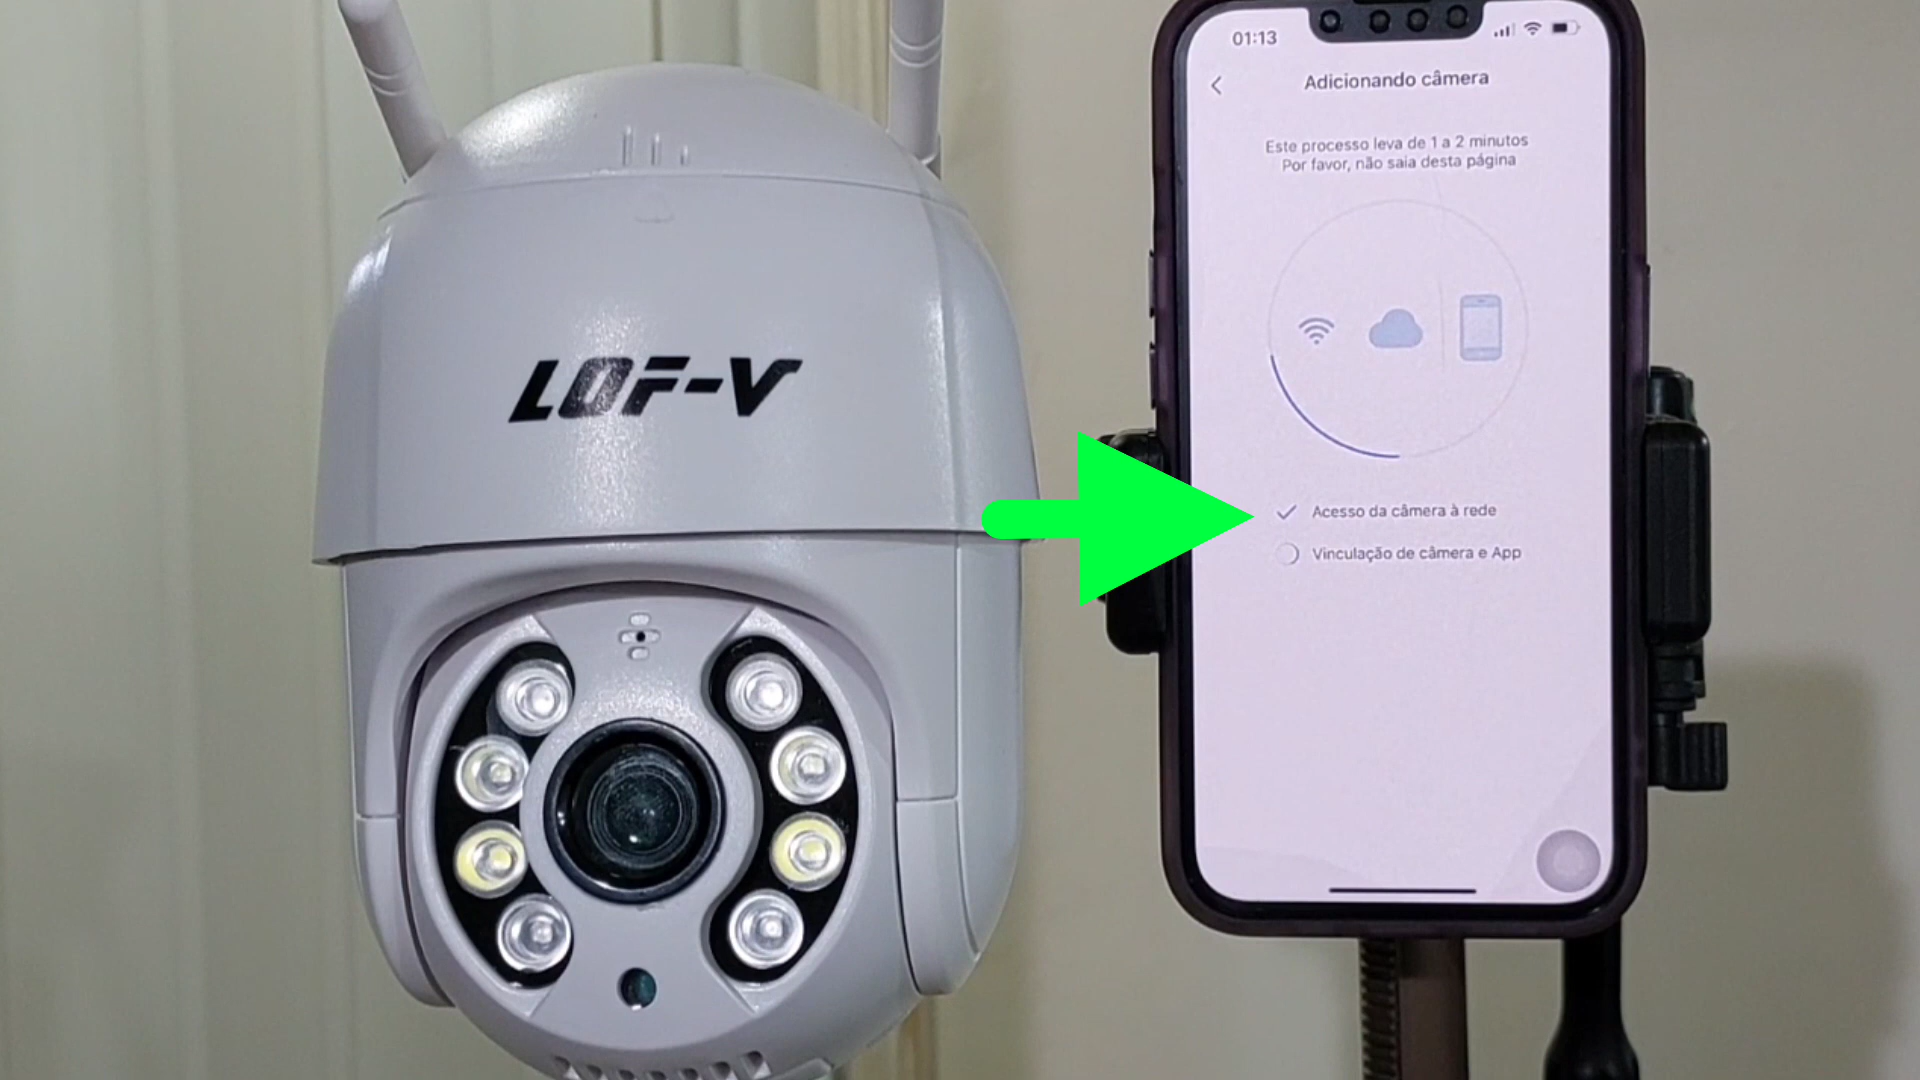 LOF-V
01:13
Adicionando câmera
Este processo leva de 1 a 2 minutos
Por favor, não saia desta página
Acesso da câmera à rede
Vinculação de câmera e App